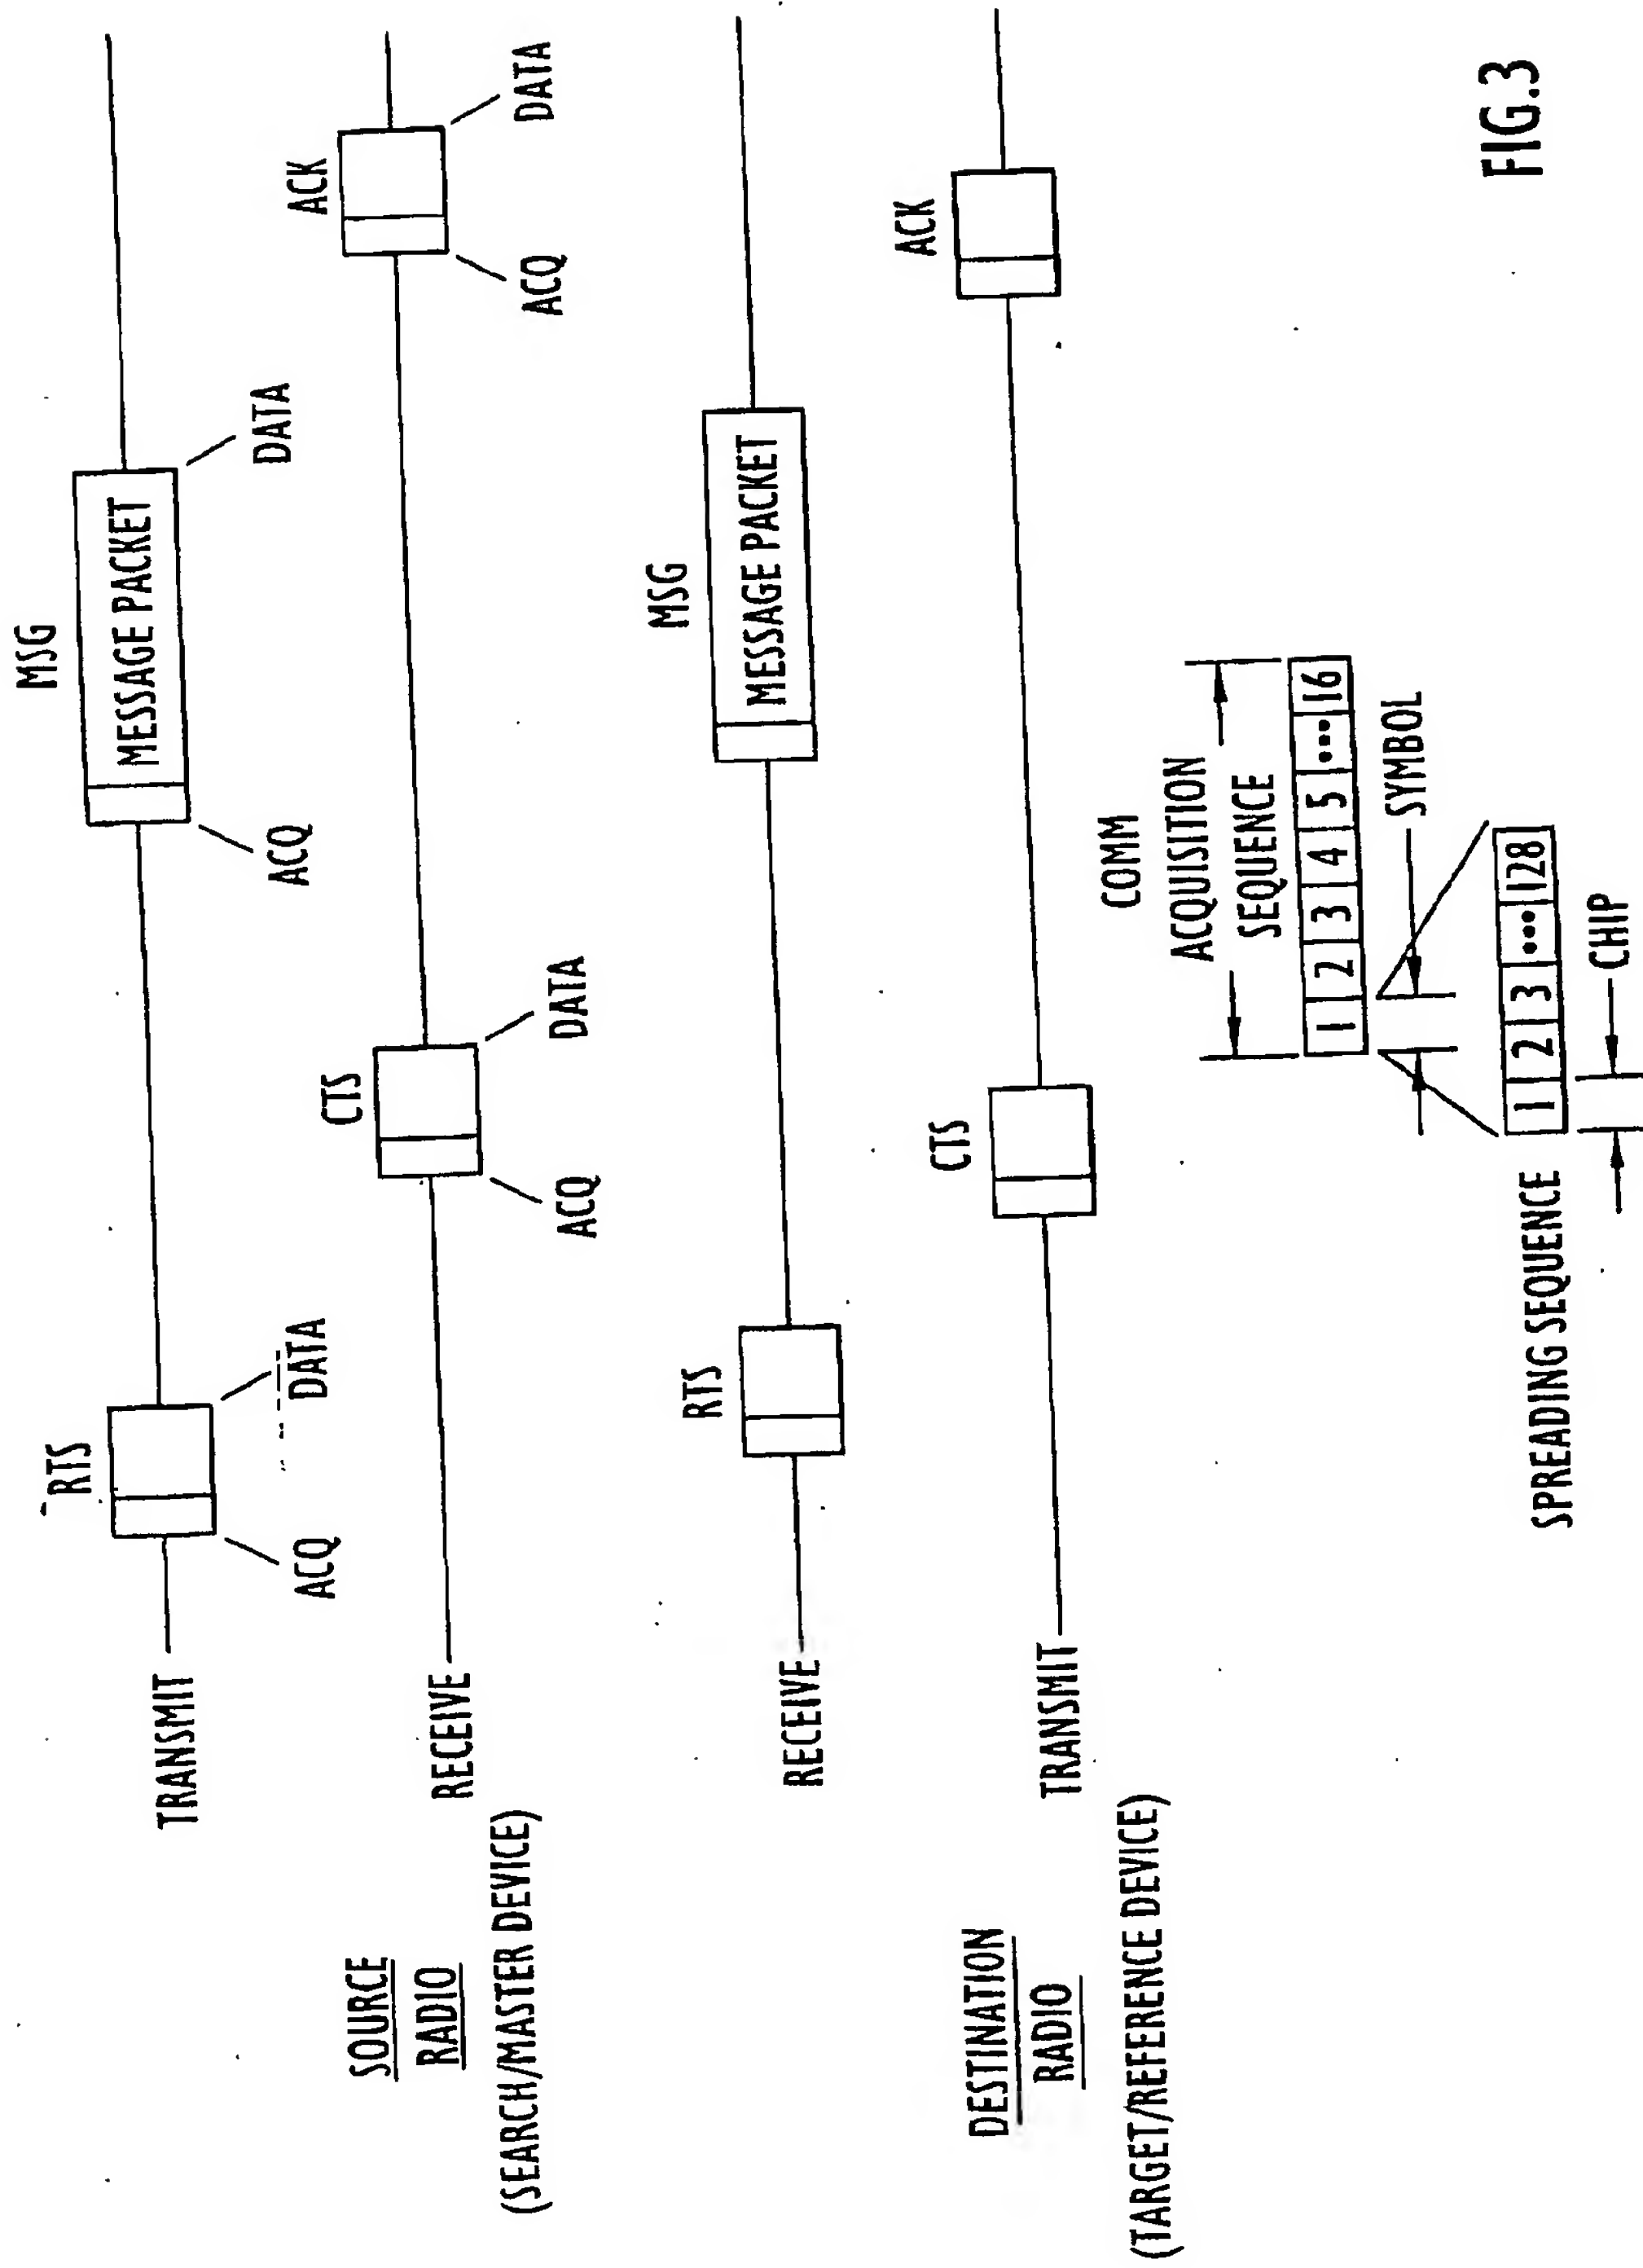 RTS
MSG
TRANSMIT
MESSAGE PACKET
ACQ
DATA
ACQ
DATA
SOURCE
RADIO
(SEARCH/MASTER DEVICE)
CTS
ACK
RECEIVE
ACQ
DATA
ACQ
DATA
RTS
MSG
RECEIVE
MESSAGE PACKET
DESTINATION
RADIO
(TARGET/REFERENCE DEVICE)
CTS
ACK
TRANSMIT
COMM
ACQUISITION
SEQUENCE
1 2 3 4 5 ••• 16
SYMBOL
SPREADING SEQUENCE
1 2 3 ••• 128
CHIP
FIG.3